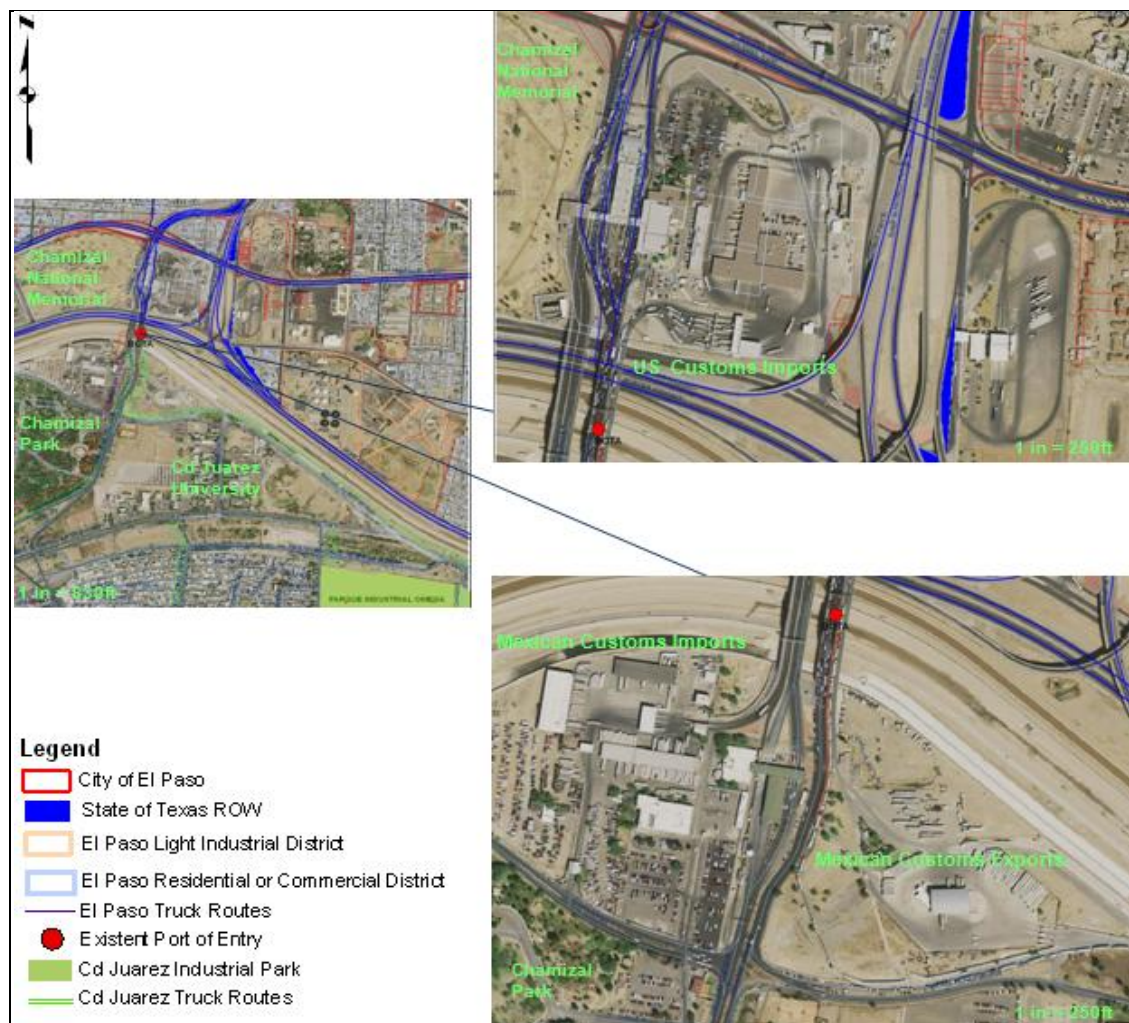 N
Chamizal
National
Memorial
BOTA
Chamizal
Park
Cd Juarez
University
1 in = 830ft
PARQUE INDUSTRIAL OMEGA
Chamizal
National
Memorial
US Customs Imports
BOTA
1 in = 250ft
Mexican Customs Imports
Mexican Customs Exports
Chamizal
Park
1 in = 250ft
Legend
City of El Paso
State of Texas ROW
El Paso Light Industrial District
El Paso Residential or Commercial District
El Paso Truck Routes
Existent Port of Entry
Cd Juarez Industrial Park
Cd Juarez Truck Routes